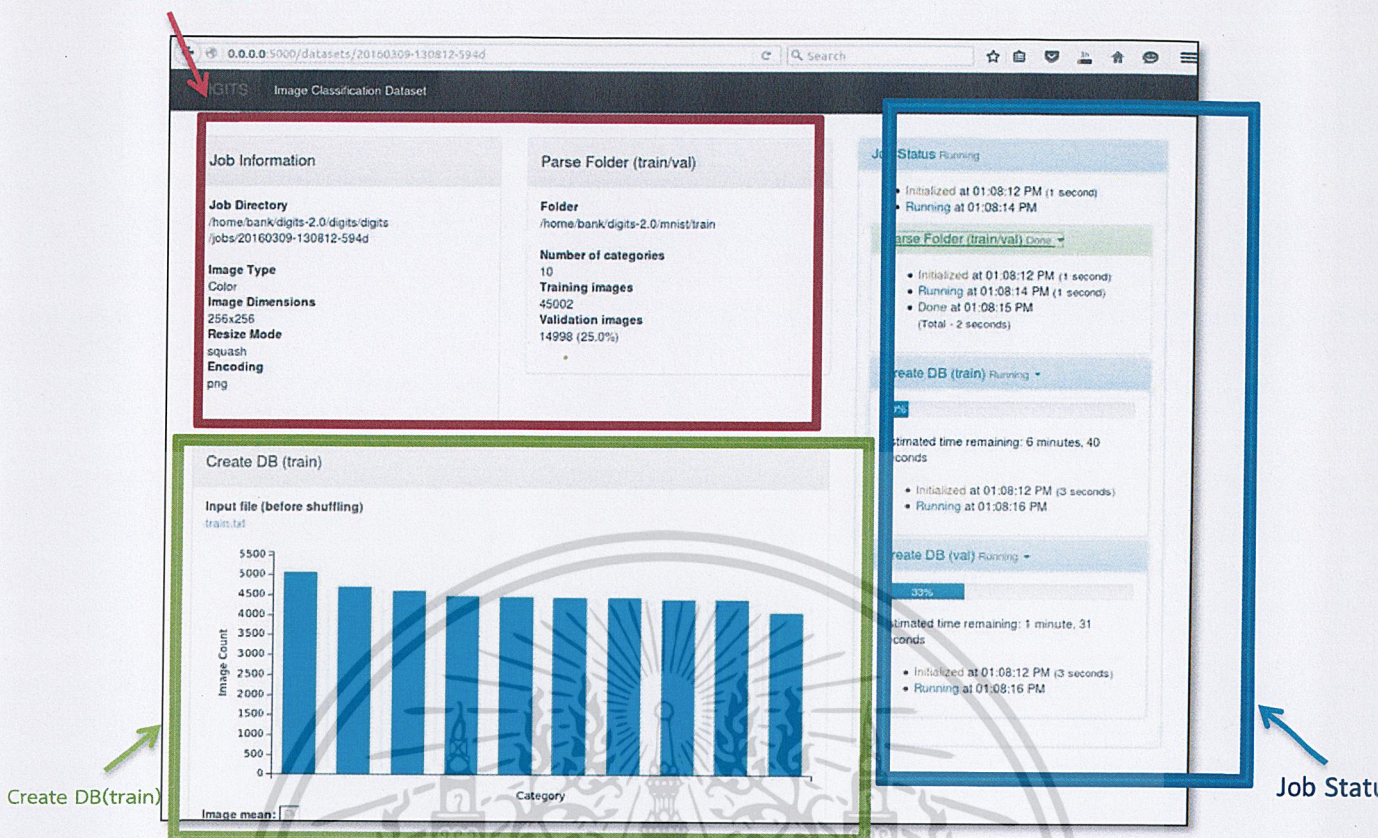 0.0.0.0:5000/datasets/20160309-130812-594d
Search
Image Classification Dataset
Job Information
Job Directory
/home/bank/digits-2.0/digits/digits
/jobs/20160309-130812-594d
Image Type
Color
Image Dimensions
256x256
Resize Mode
squash
Encoding
png
Parse Folder (train/val)
Folder
/home/bank/digits-2.0/mnist/train
Number of categories
10
Training images
45002
Validation images
14998 (25.0%)
Status Running
Initialized at 01:08:12 PM (1 second)
Running at 01:08:14 PM
Folder (train/val) Done
Initialized at 01:08:12 PM (1 second)
Running at 01:08:14 PM (1 second)
Done at 01:08:15 PM
(Total - 2 seconds)
DB (train) Running
time remaining: 6 minutes, 40
Initialized at 01:08:12 PM (3 seconds)
Running at 01:08:16 PM
DB (val) Running
33%
time remaining: 1 minute, 31
Initialized at 01:08:12 PM (3 seconds)
Running at 01:08:16 PM
Create DB (train)
Input file (before shuffling)
train.txt
5500
5000
4500
4000
3500
3000
2500
2000
1500
1000
500
0
Image Count
Category
Image mean:
Create DB(train)
Job Statu